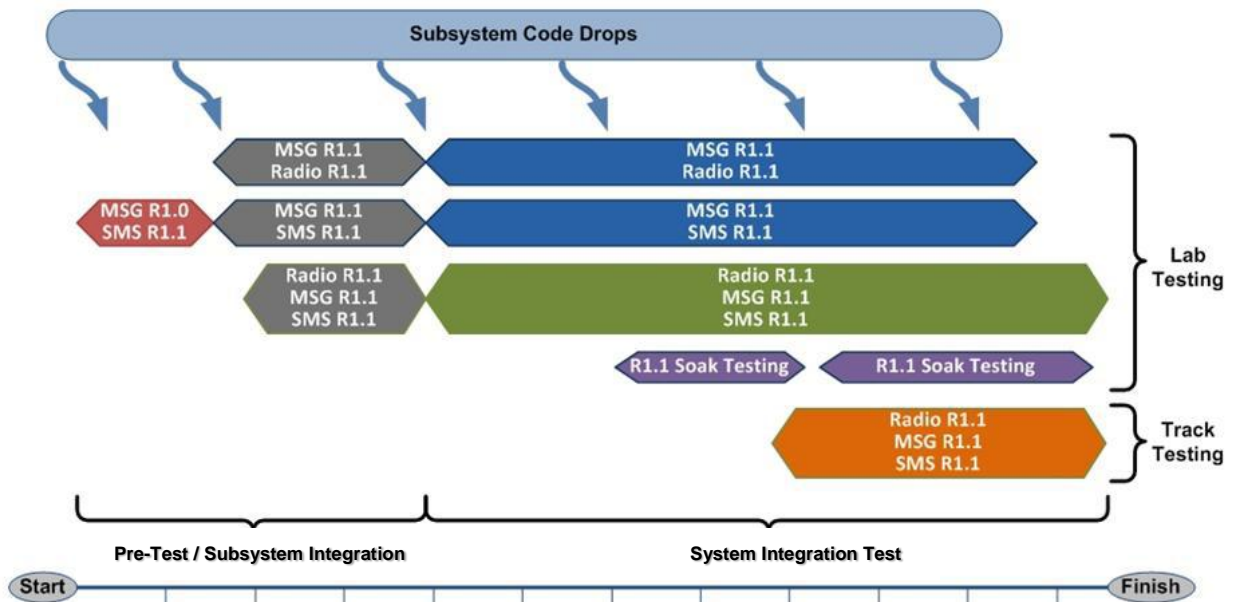 Subsystem Code Drops
MSG R1.1
Radio R1.1
MSG R1.1
Radio R1.1
MSG R1.0
SMS R1.1
MSG R1.1
SMS R1.1
MSG R1.1
SMS R1.1
Radio R1.1
MSG R1.1
SMS R1.1
Radio R1.1
MSG R1.1
SMS R1.1
Lab
Testing
R1.1 Soak Testing
R1.1 Soak Testing
Radio R1.1
MSG R1.1
SMS R1.1
Track
Testing
Pre-Test / Subsystem Integration
System Integration Test
Start
Finish